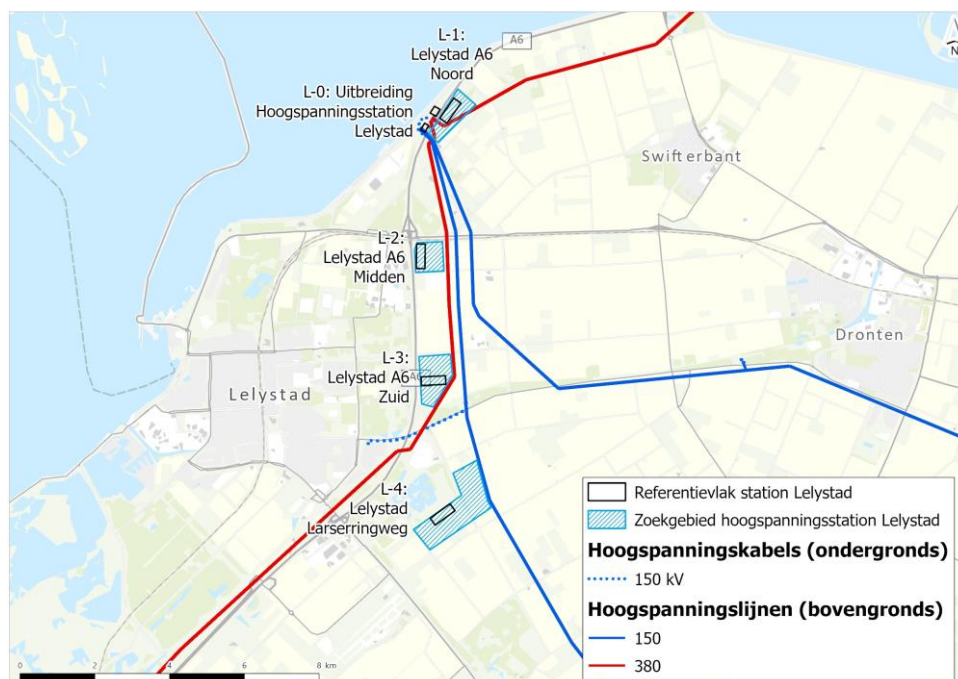 L-1:
Lelystad A6
Noord
A6
N
L-0: Uitbreiding
Hoogspanningsstation
Lelystad
Swifterbant
L-2:
Lelystad A6
Midden
Dronten
L-3:
Lelystad A6
Zuid
A6
Lelystad
L-4:
Lelystad
Larserringweg
Referentievlak station Lelystad
Zoekgebied hoogspanningsstation Lelystad
Hoogspanningskabels (ondergronds)
150 kV
Hoogspanningslijnen (bovengronds)
150
380
0 2 4 6 8 km